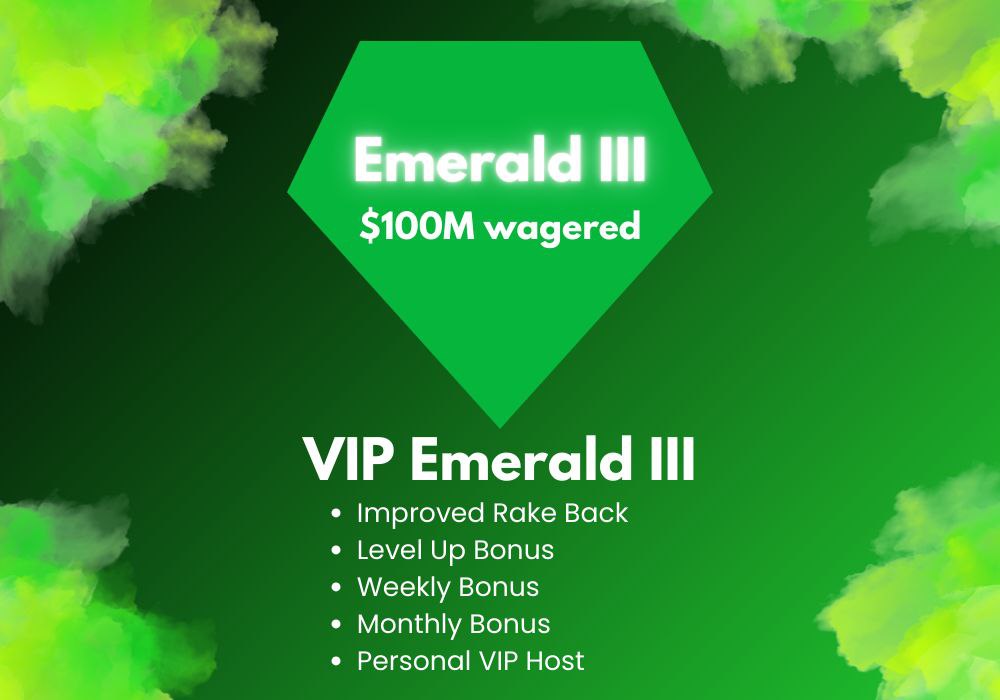 Emerald III
$100M wagered
VIP Emerald III
• Improved Rake Back
• Level Up Bonus
• Weekly Bonus
• Monthly Bonus
• Personal VIP Host